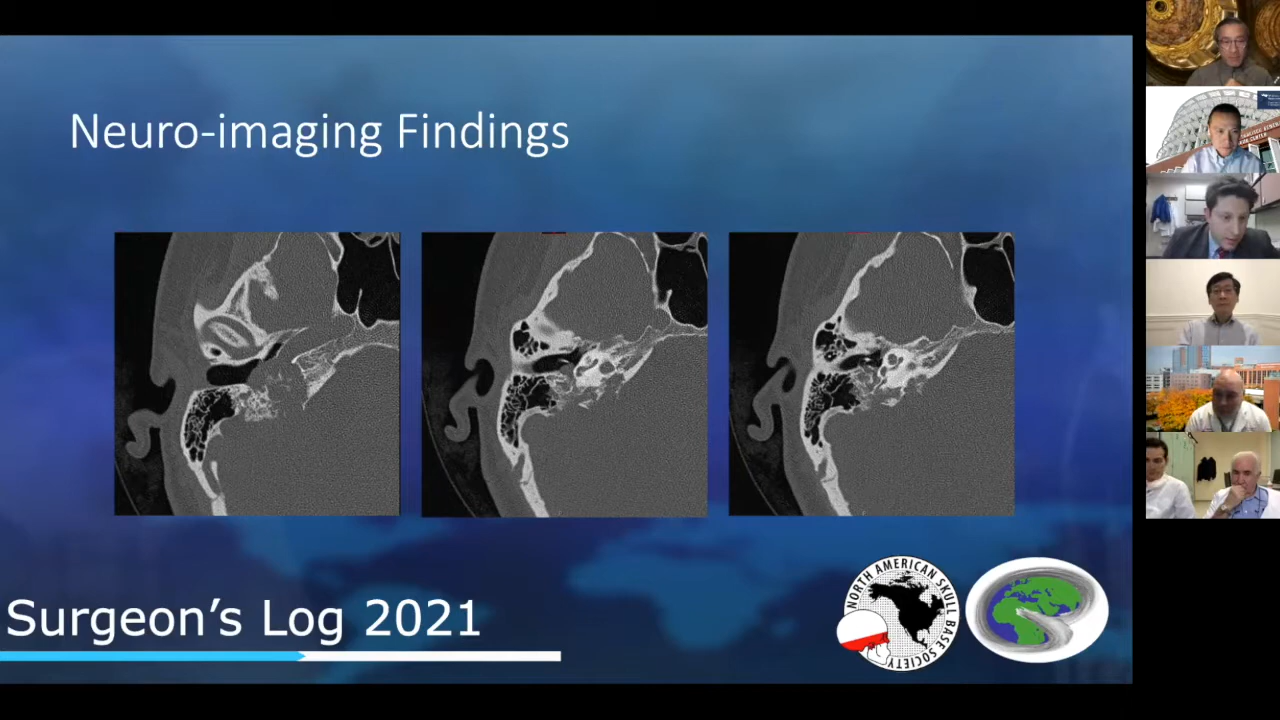 Neuro-imaging Findings
Surgeon's Log 2021
NORTH AMERICAN SKULL BASE SOCIETY